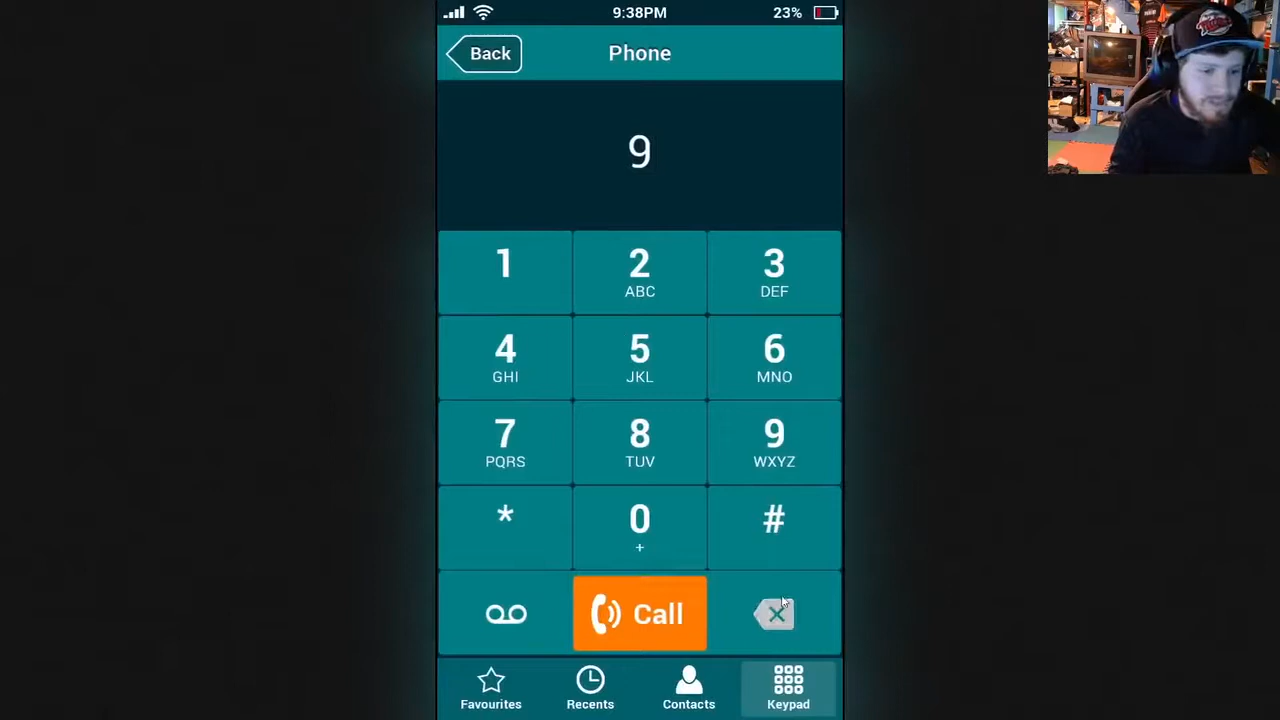 9:38PM
23%
Back
Phone
9
1
2
ABC
3
DEF
4
GHI
5
JKL
6
MNO
7
PQRS
8
TUV
9
WXYZ
*
0
+
#
Call
Favourites
Recents
Contacts
Keypad